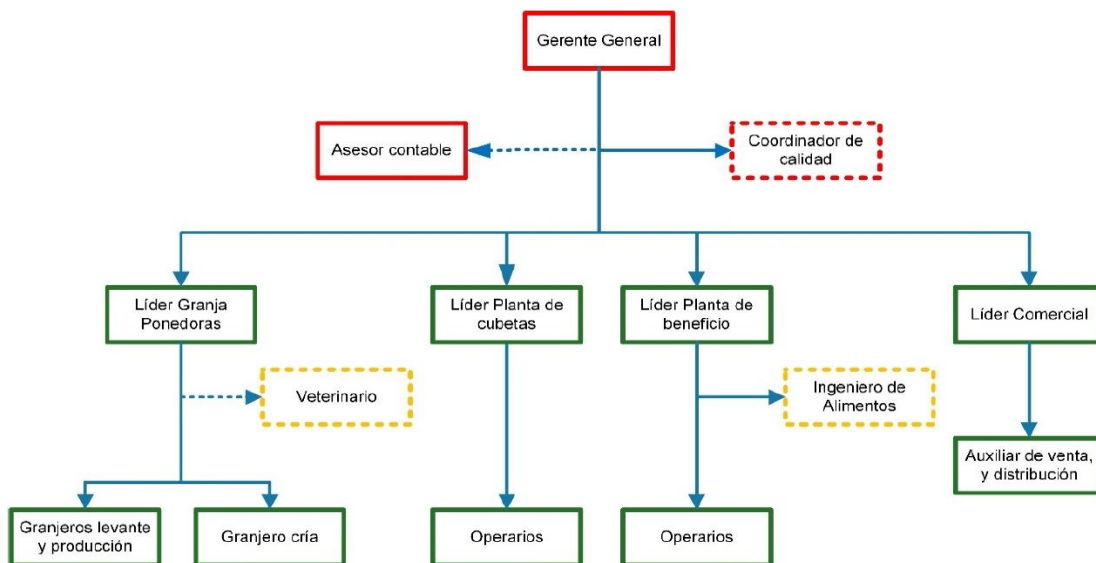 Gerente General
Asesor contable
Coordinador de
calidad
Líder Granja
Ponedoras
Líder Planta de
cubetas
Líder Planta de
beneficio
Líder Comercial
Veterinario
Ingeniero de
Alimentos
Auxiliar de venta,
y distribución
Granjeros levante
y producción
Granjero cría
Operarios
Operarios